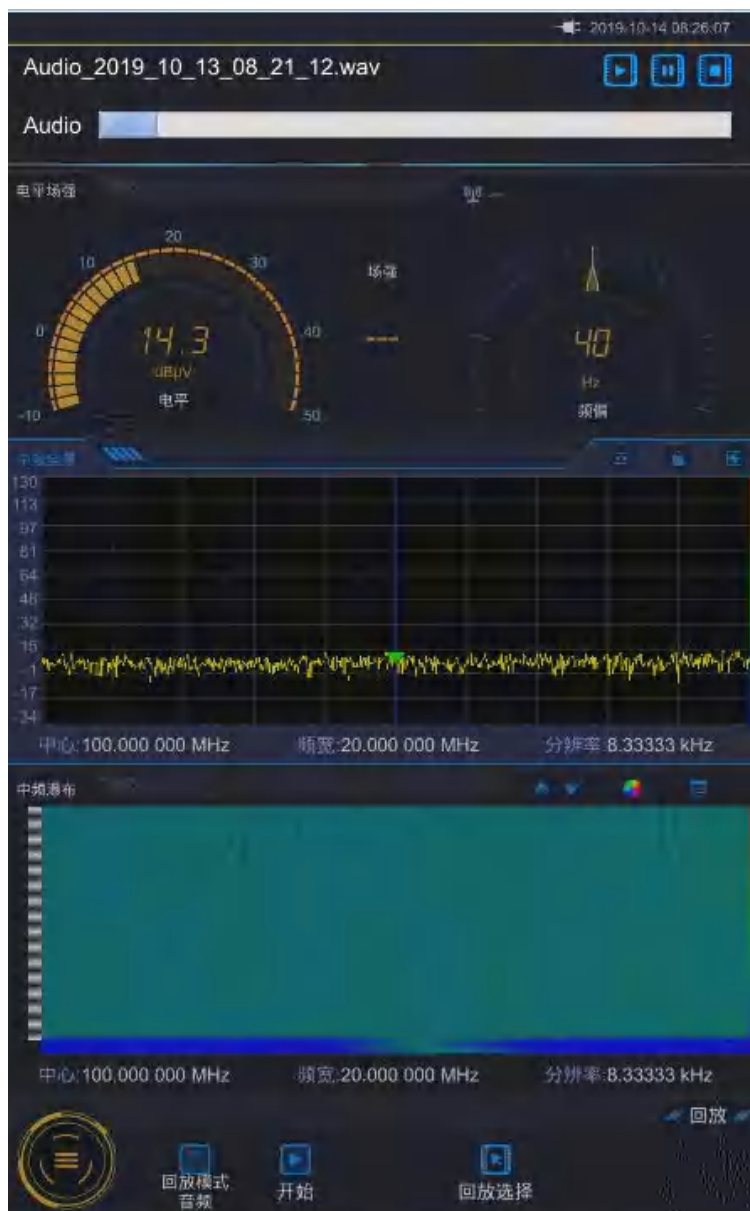 2019-10-14 08:26:07
Audio_2019_10_13_08_21_12.wav
Audio
电平场强
20
10
30
场强
0
14.3
40
---
40
dBμV
Hz
电平
频偏
-10
50
130
113
97
81
64
48
32
15
-1
-17
-34
中心:100.000 000 MHz 频宽:20.000 000 MHz 分辨率:8.33333 kHz
中频瀑布
中心:100.000 000 MHz 频宽:20.000 000 MHz 分辨率:8.33333 kHz
回放
回放模式
音频
开始
回放选择